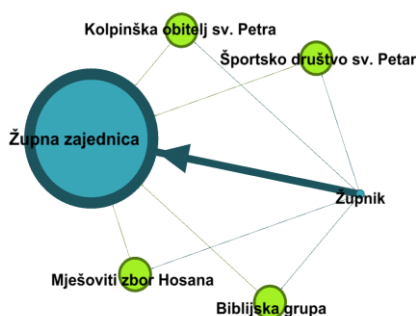 Kolpinška obitelj sv. Petra
Športsko društvo sv. Petar
Župna zajednica
Župnik
Mješoviti zbor Hosana
Biblijska grupa